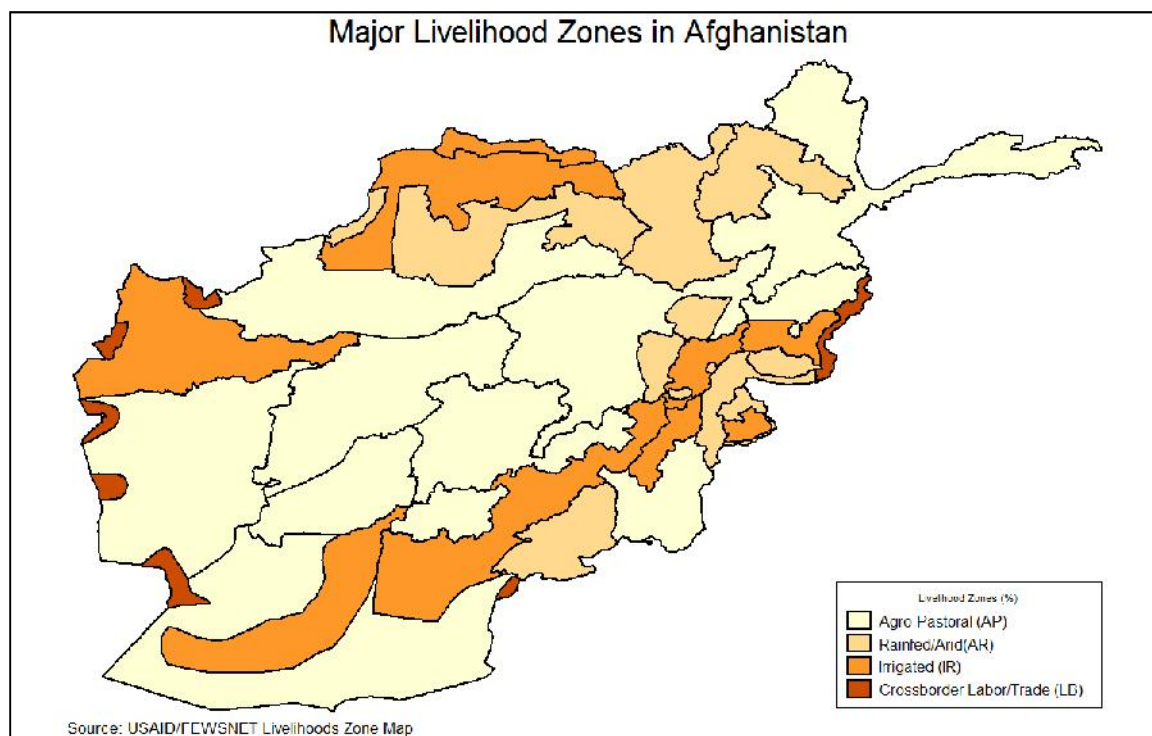 Major Livelihood Zones in Afghanistan
Livelihood Zones (%)
Agro Pastoral (AP)
Rainfed/Arid(AR)
Irrigated (IR)
Crossborder Labor/Trade (LB)
Source: USAID/FEWSNET Livelihoods Zone Map